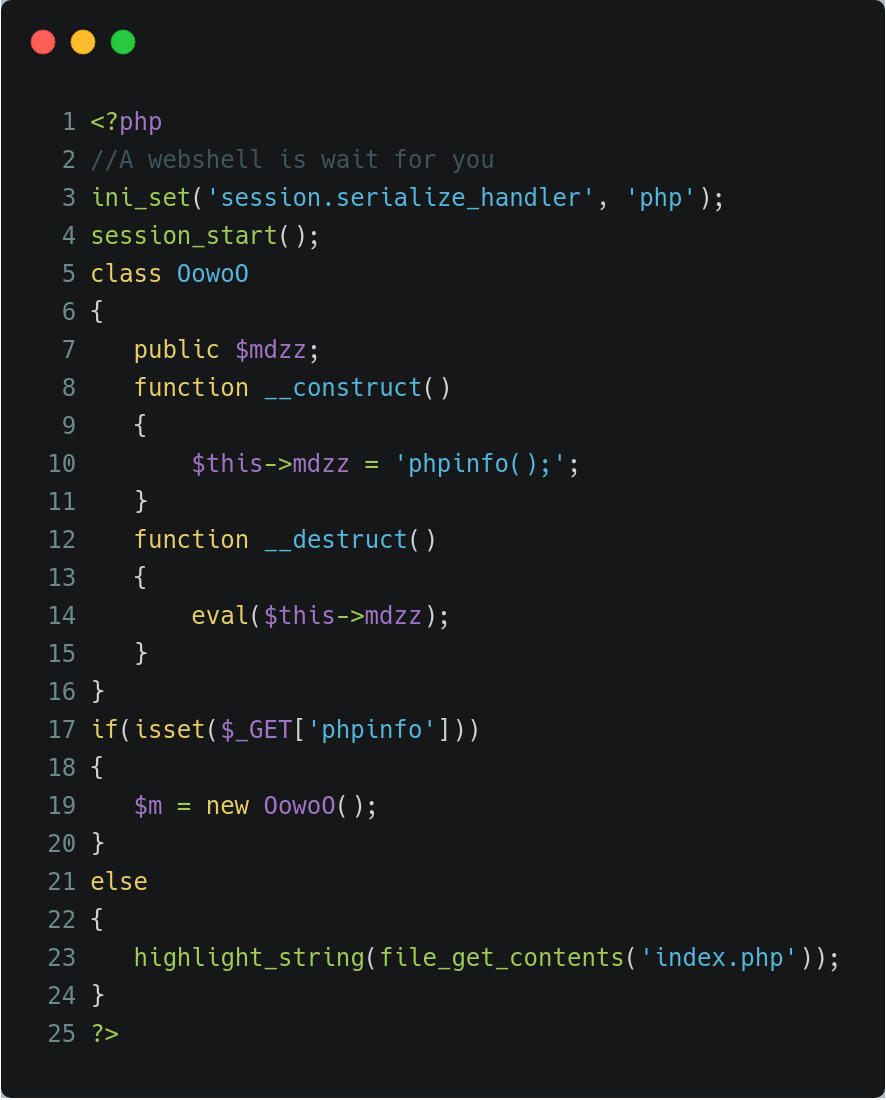 1 <?php
2 //A webshell is wait for you
3 ini_set('session.serialize_handler', 'php');
4 session_start();
5 class OowoO
6 {
7    public $mdzz;
8    function __construct()
9    {
10        $this->mdzz = 'phpinfo();';
11    }
12    function __destruct()
13    {
14        eval($this->mdzz);
15    }
16 }
17 if(isset($_GET['phpinfo']))
18 {
19    $m = new OowoO();
20 }
21 else
22 {
23    highlight_string(file_get_contents('index.php'));
24 }
25 ?>